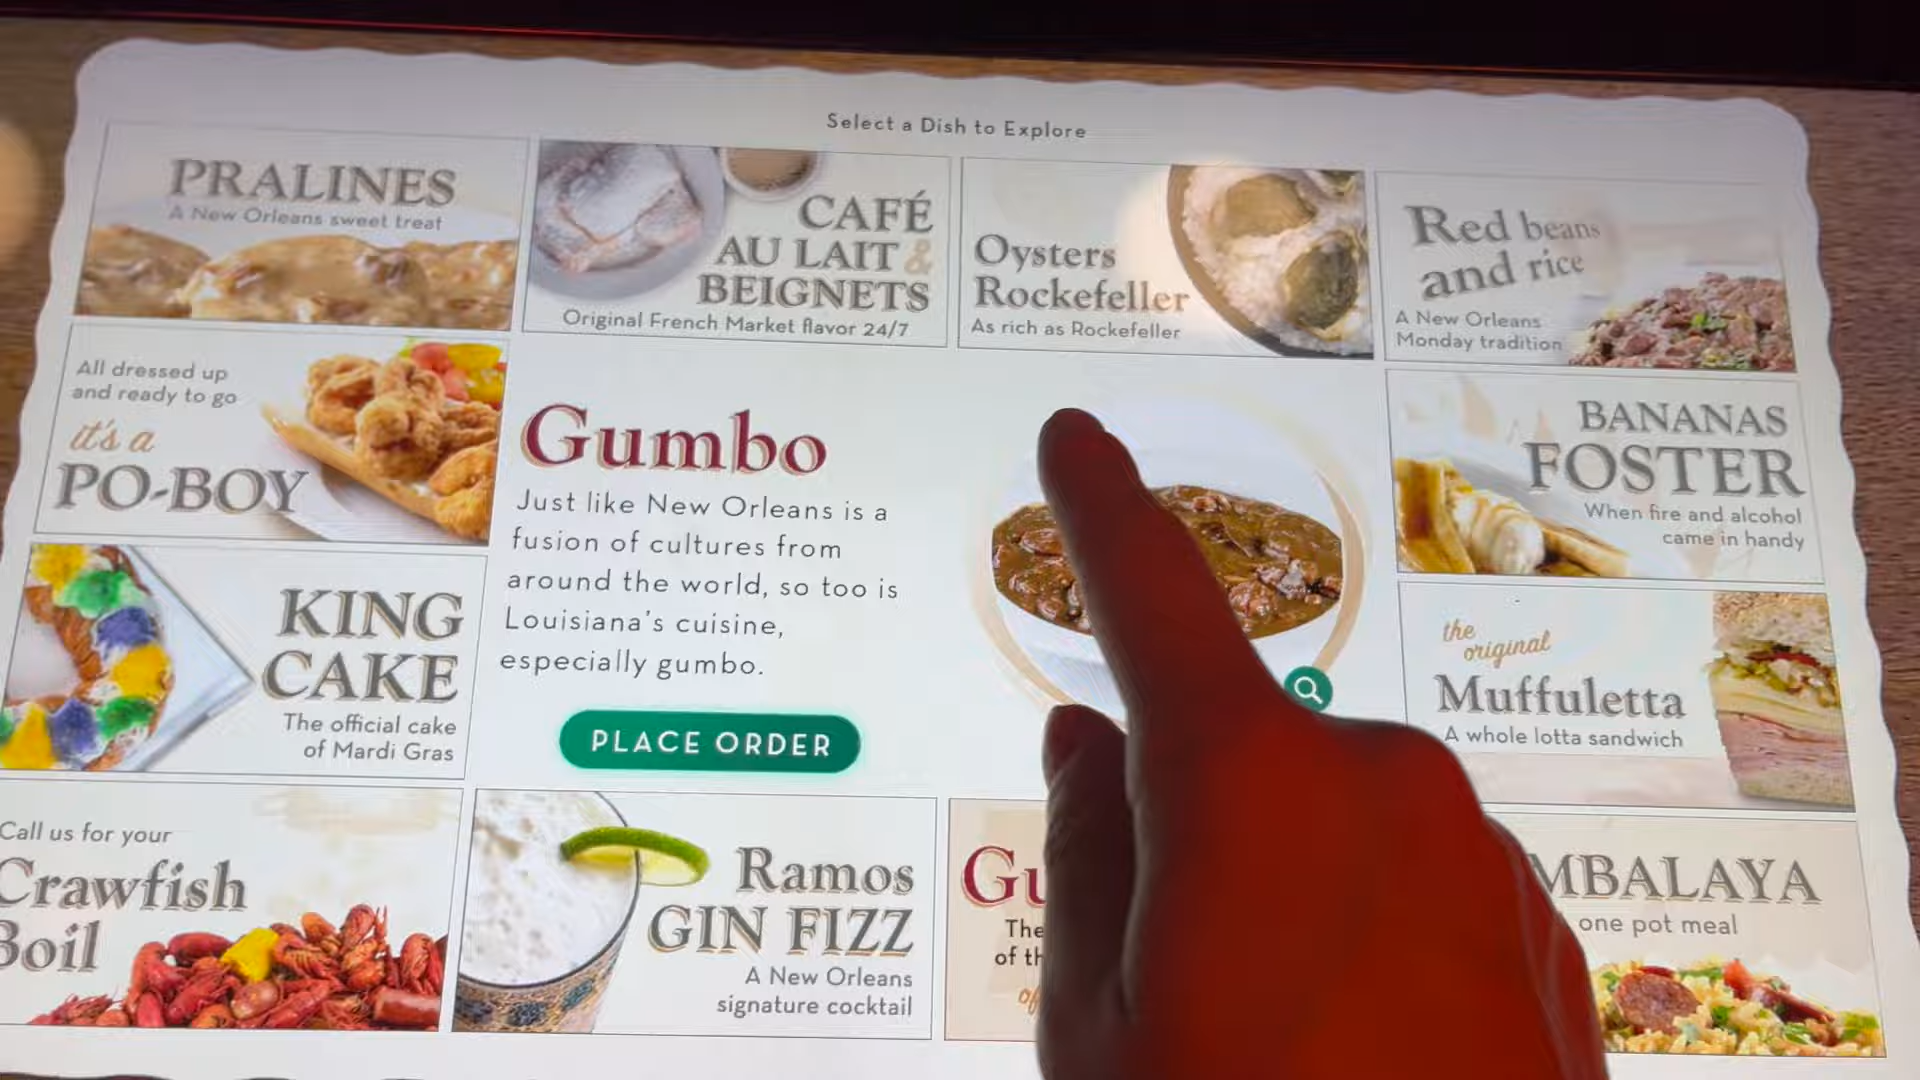 Select a Dish to Explore
PRALINES
A New Orleans sweet treat
CAFÉ
AU LAIT &
BEIGNETS
Original French Market flavor 24/7
Oysters
Rockefeller
As rich as Rockefeller
Red beans
and rice
A New Orleans
Monday tradition
All dressed up
and ready to go
it's a
PO-BOY
Gumbo
Just like New Orleans is a
fusion of cultures from
around the world, so too is
Louisiana's cuisine,
especially gumbo.
PLACE ORDER
BANANAS
FOSTER
When fire and alcohol
came in handy
KING
CAKE
The official cake
of Mardi Gras
the
original
Muffuletta
A whole lotta sandwich
Call us for your
Crawfish
Boil
Ramos
GIN FIZZ
A New Orleans
signature cocktail
Gu
The
of th
MBALAYA
one pot meal